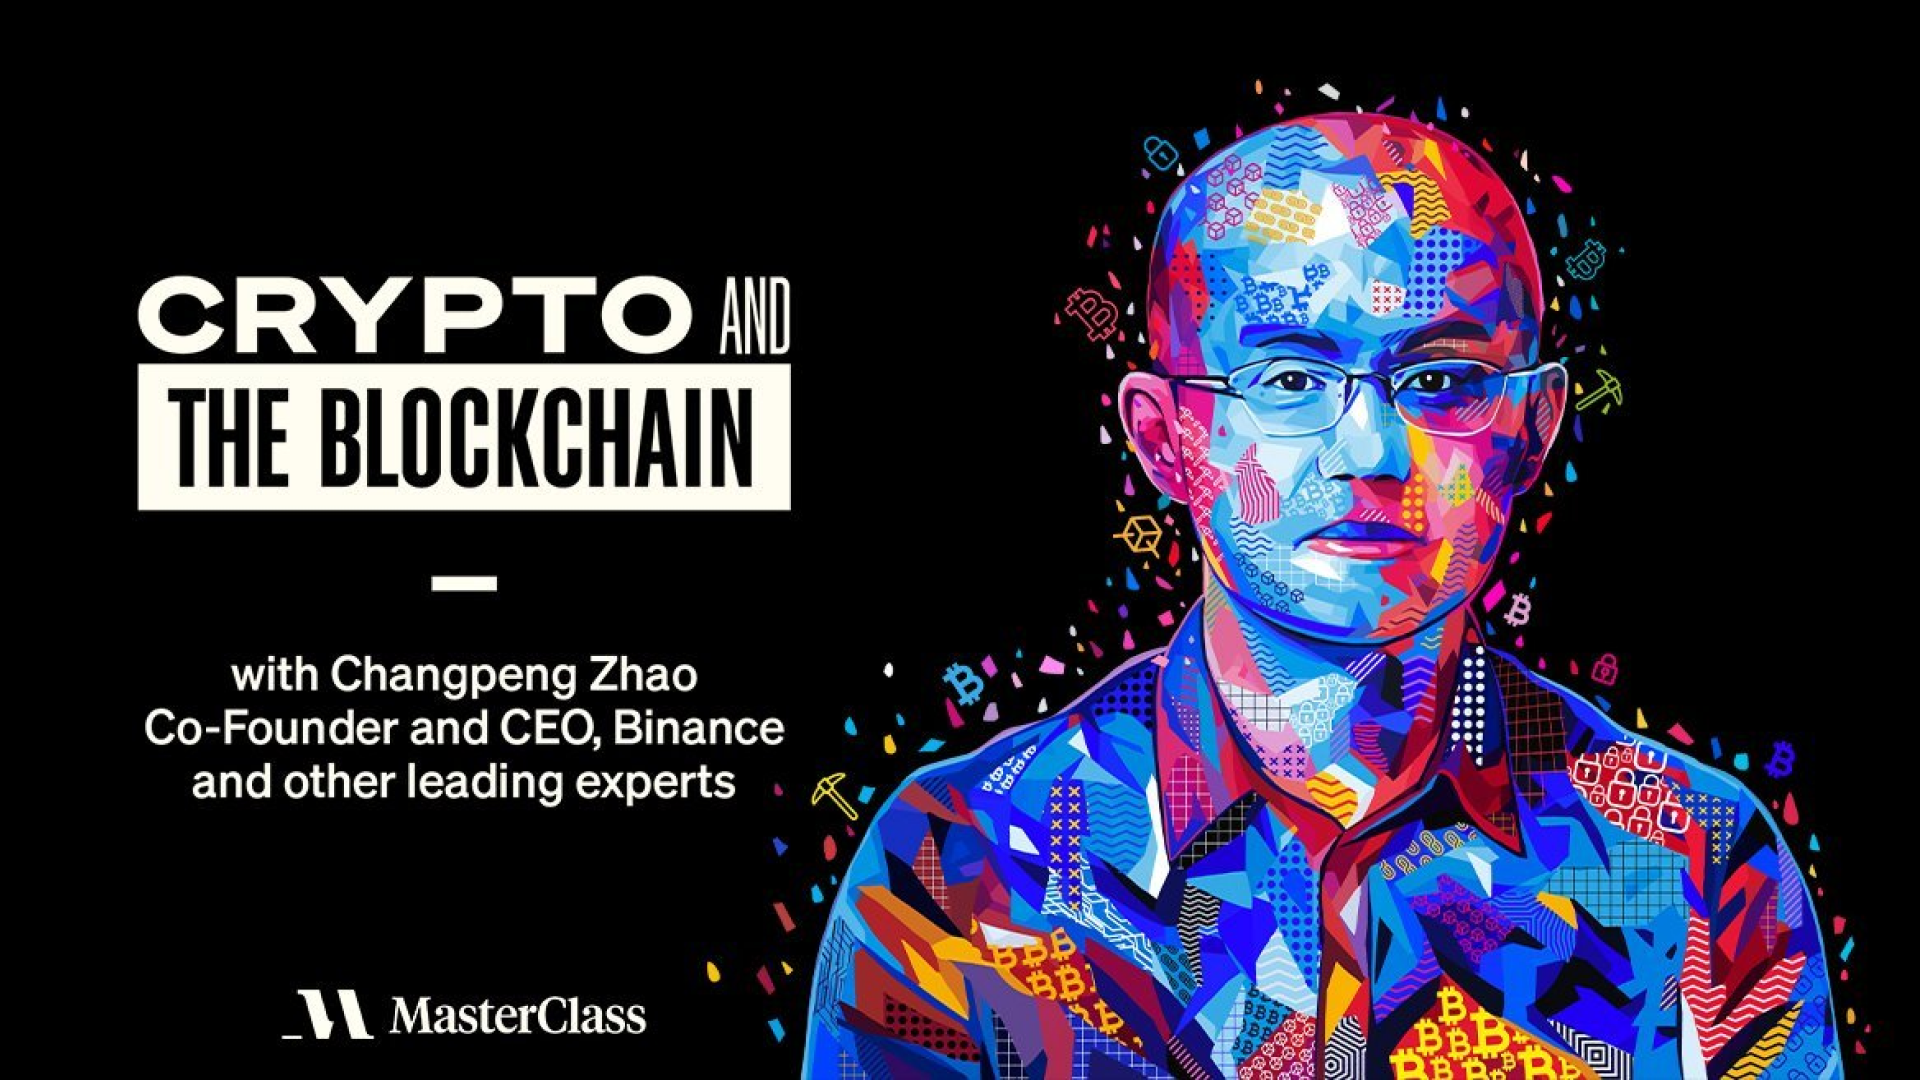 CRYPTO AND
THE BLOCKCHAIN
with Changpeng Zhao
Co-Founder and CEO, Binance
and other leading experts
MasterClass